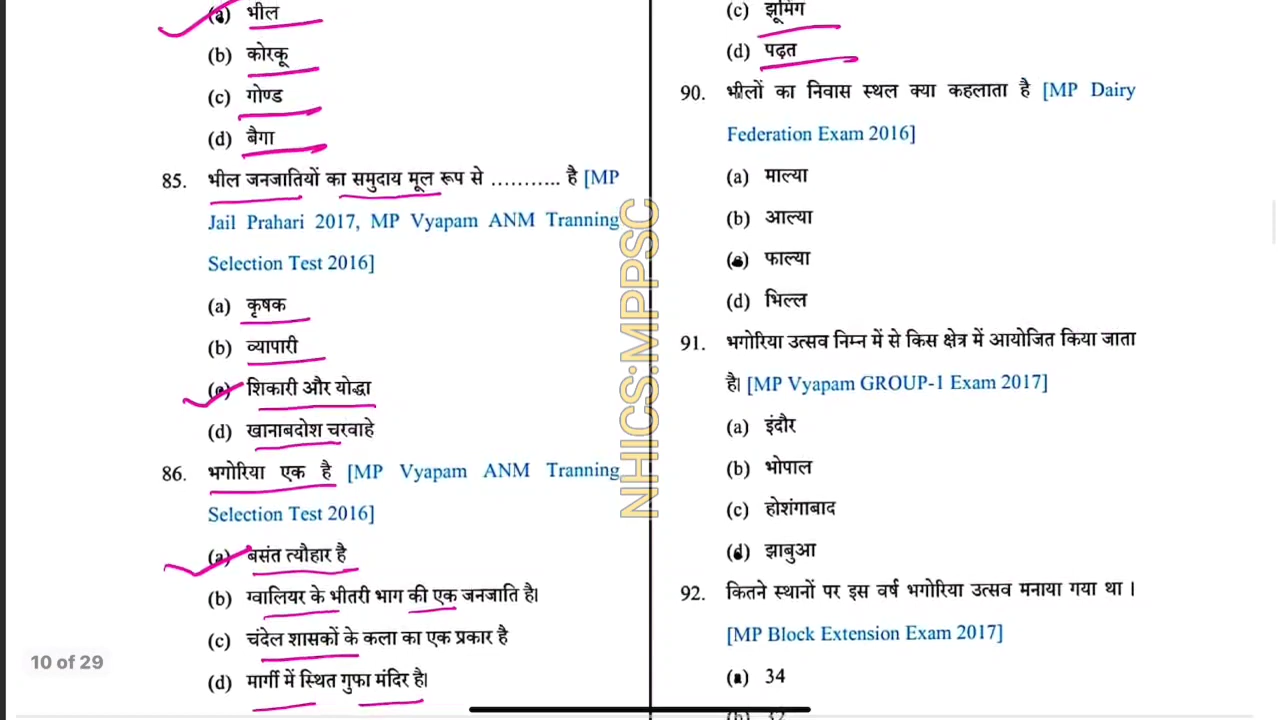 (a) भील
(b) कोरकू
(c) गोण्ड
(d) बैगा
85. भील जनजातियों का समुदाय मूल रूप से ........... है [MP
Jail Prahari 2017, MP Vyapam ANM Tranning
Selection Test 2016]
(a) कृषक
(b) व्यापारी
(c) शिकारी और योद्धा
(d) खानाबदोश चरवाहे
86. भगोरिया एक है [MP Vyapam ANM Tranning
Selection Test 2016]
(a) बसंत त्यौहार है
(b) ग्वालियर के भीतरी भाग की एक जनजाति है।
(c) चंदेल शासकों के कला का एक प्रकार है
(d) मार्गी में स्थित गुफा मंदिर है।
10 of 29
NHICS:MPPSC
(c) झूमिंग
(d) पढ़त
90. भीलों का निवास स्थल क्या कहलाता है [MP Dairy
Federation Exam 2016]
(a) माल्या
(b) आल्या
(c) फाल्या
(d) भिल्ल
91. भगोरिया उत्सव निम्न में से किस क्षेत्र में आयोजित किया जाता
है। [MP Vyapam GROUP-1 Exam 2017]
(a) इंदौर
(b) भोपाल
(c) होशंगाबाद
(d) झाबुआ
92. कितने स्थानों पर इस वर्ष भगोरिया उत्सव मनाया गया था ।
[MP Block Extension Exam 2017]
(a) 34
(b) 32